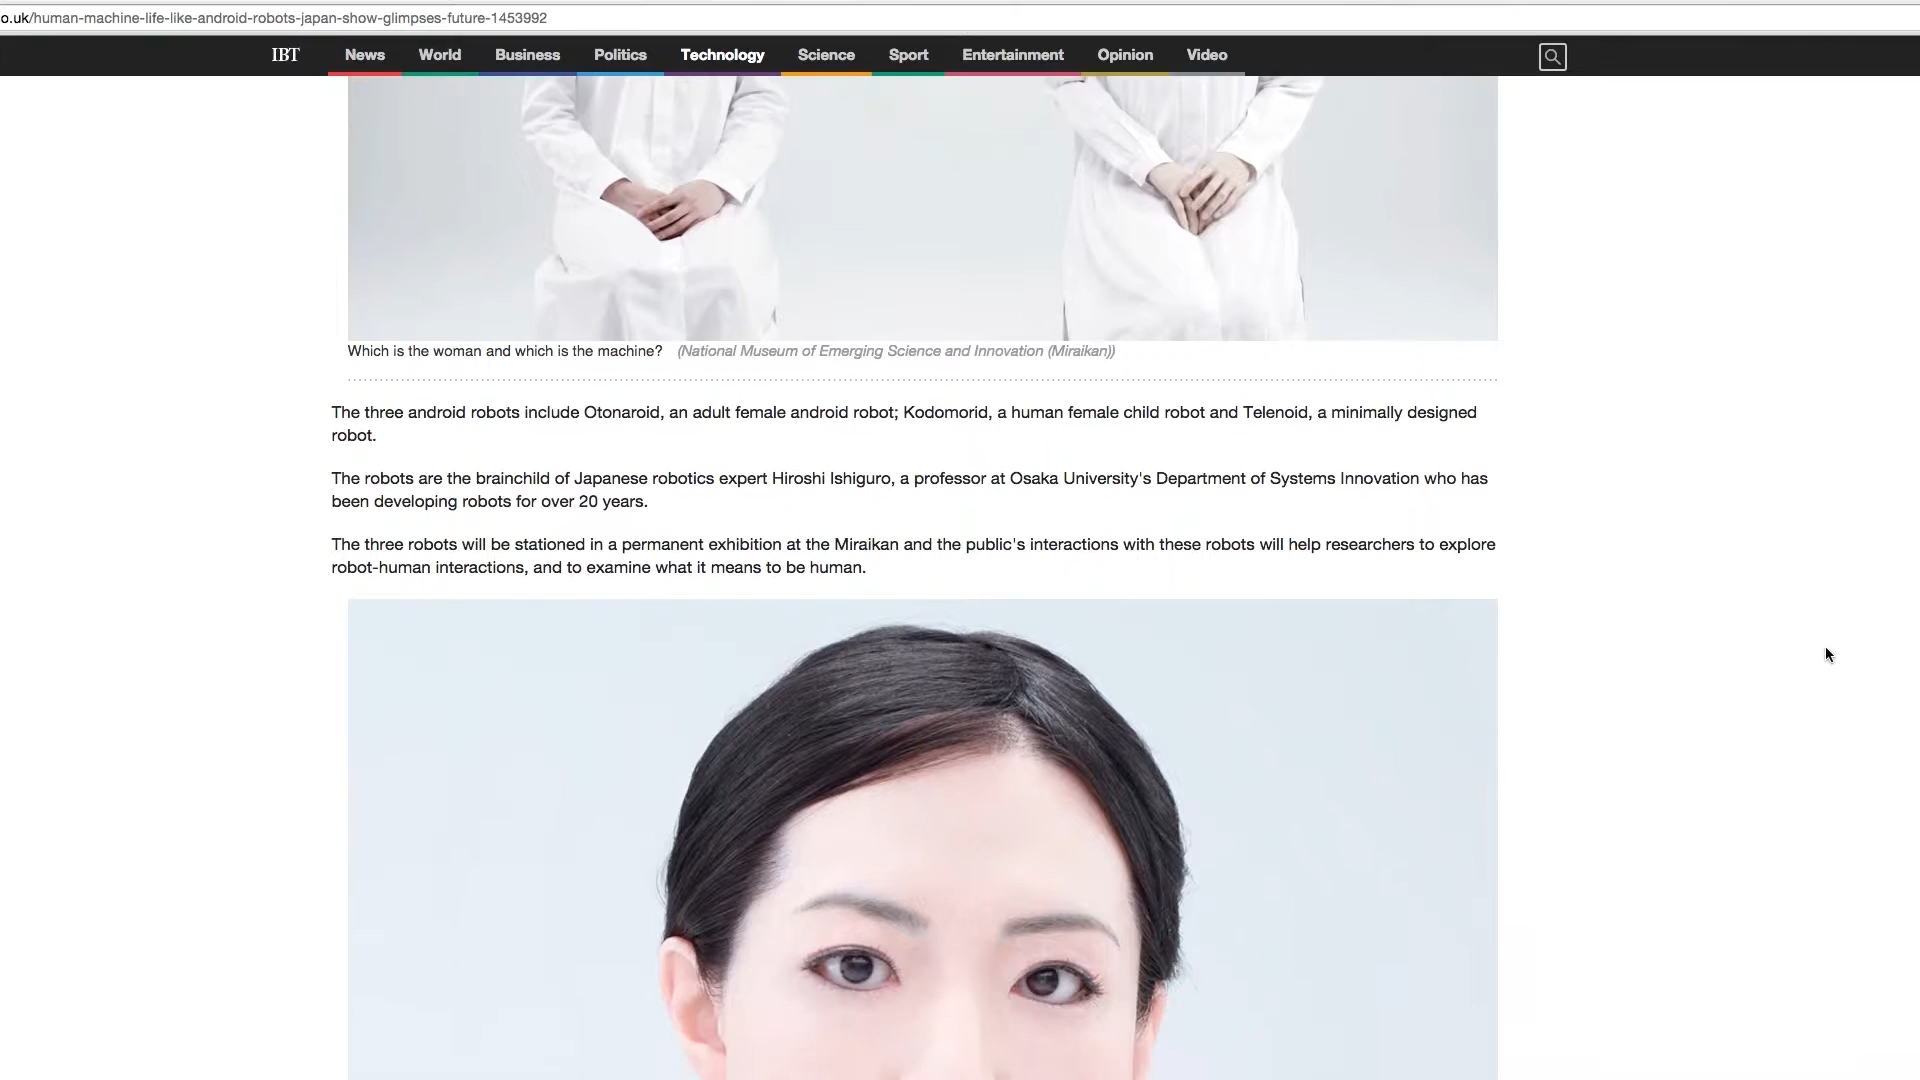 o.uk/human-machine-life-like-android-robots-japan-show-glimpses-future-1453992
IBT News World Business Politics Technology Science Sport Entertainment Opinion Video
Which is the woman and which is the machine? (National Museum of Emerging Science and Innovation (Miraikan))
The three android robots include Otonaroid, an adult female android robot; Kodomorid, a human female child robot and Telenoid, a minimally designed
robot.
The robots are the brainchild of Japanese robotics expert Hiroshi Ishiguro, a professor at Osaka University's Department of Systems Innovation who has
been developing robots for over 20 years.
The three robots will be stationed in a permanent exhibition at the Miraikan and the public's interactions with these robots will help researchers to explore
robot-human interactions, and to examine what it means to be human.